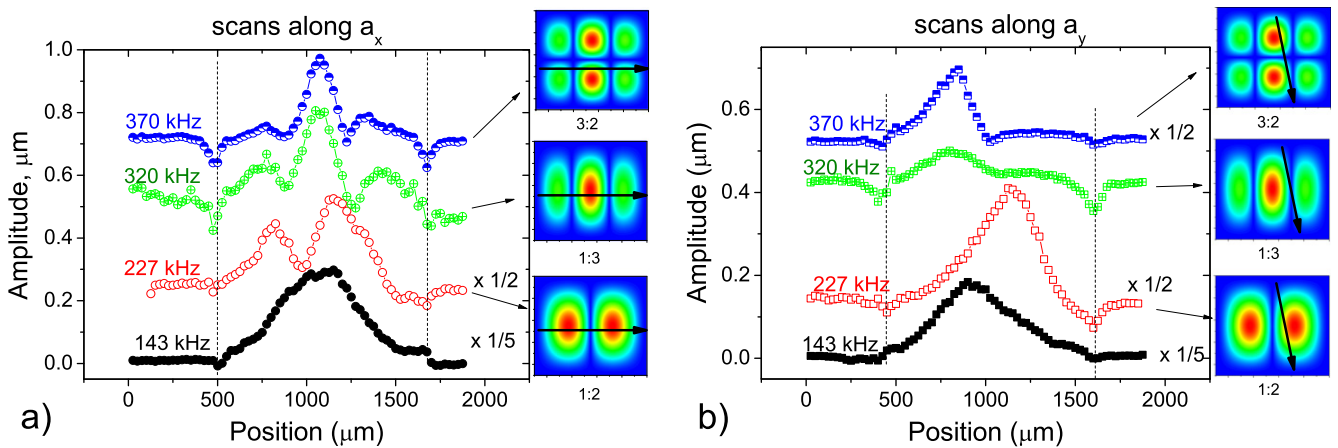 scans along a_x
a)
Amplitude, μm
1.0
0.8
0.6
0.4
0.2
0.0
370 kHz
320 kHz
227 kHz
143 kHz
x 1/2
x 1/5
0 500 1000 1500 2000
Position (μm)
3:2
1:3
1:2
scans along a_y
b)
Amplitude (μm)
0.6
0.4
0.2
0.0
370 kHz
320 kHz
227 kHz
143 kHz
x 1/2
x 1/2
x 1/5
0 500 1000 1500 2000
Position (μm)
3:2
1:3
1:2